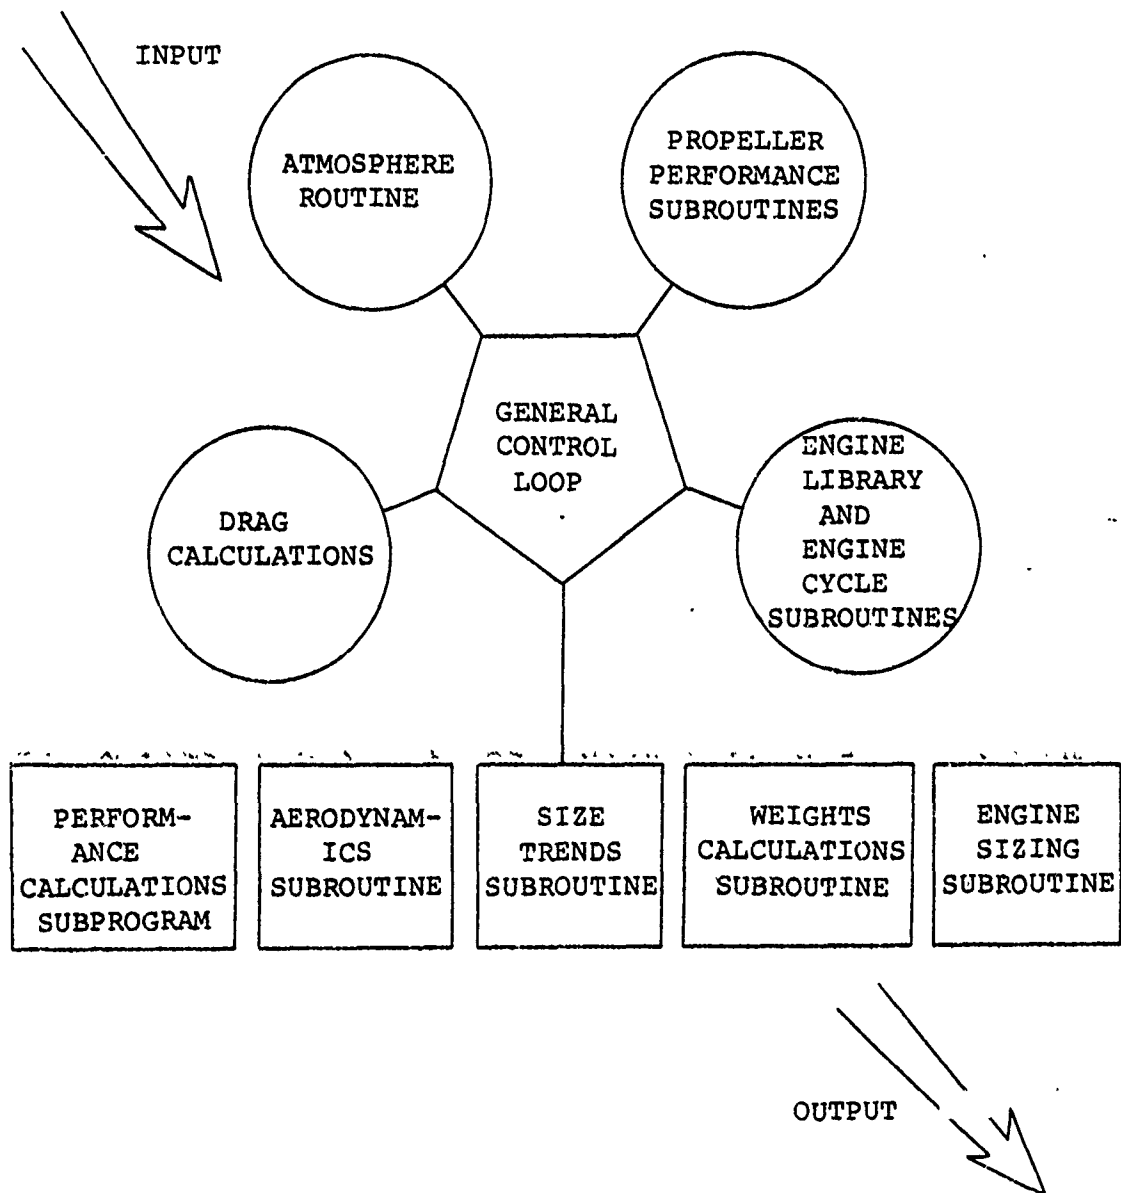 INPUT
ATMOSPHERE
ROUTINE
PROPELLER
PERFORMANCE
SUBROUTINES
GENERAL
CONTROL
LOOP
DRAG
CALCULATIONS
ENGINE
LIBRARY
AND
ENGINE
CYCLE
SUBROUTINES
PERFORM-
ANCE
CALCULATIONS
SUBPROGRAM
AERODYNAM-
ICS
SUBROUTINE
SIZE
TRENDS
SUBROUTINE
WEIGHTS
CALCULATIONS
SUBROUTINE
ENGINE
SIZING
SUBROUTINE
OUTPUT